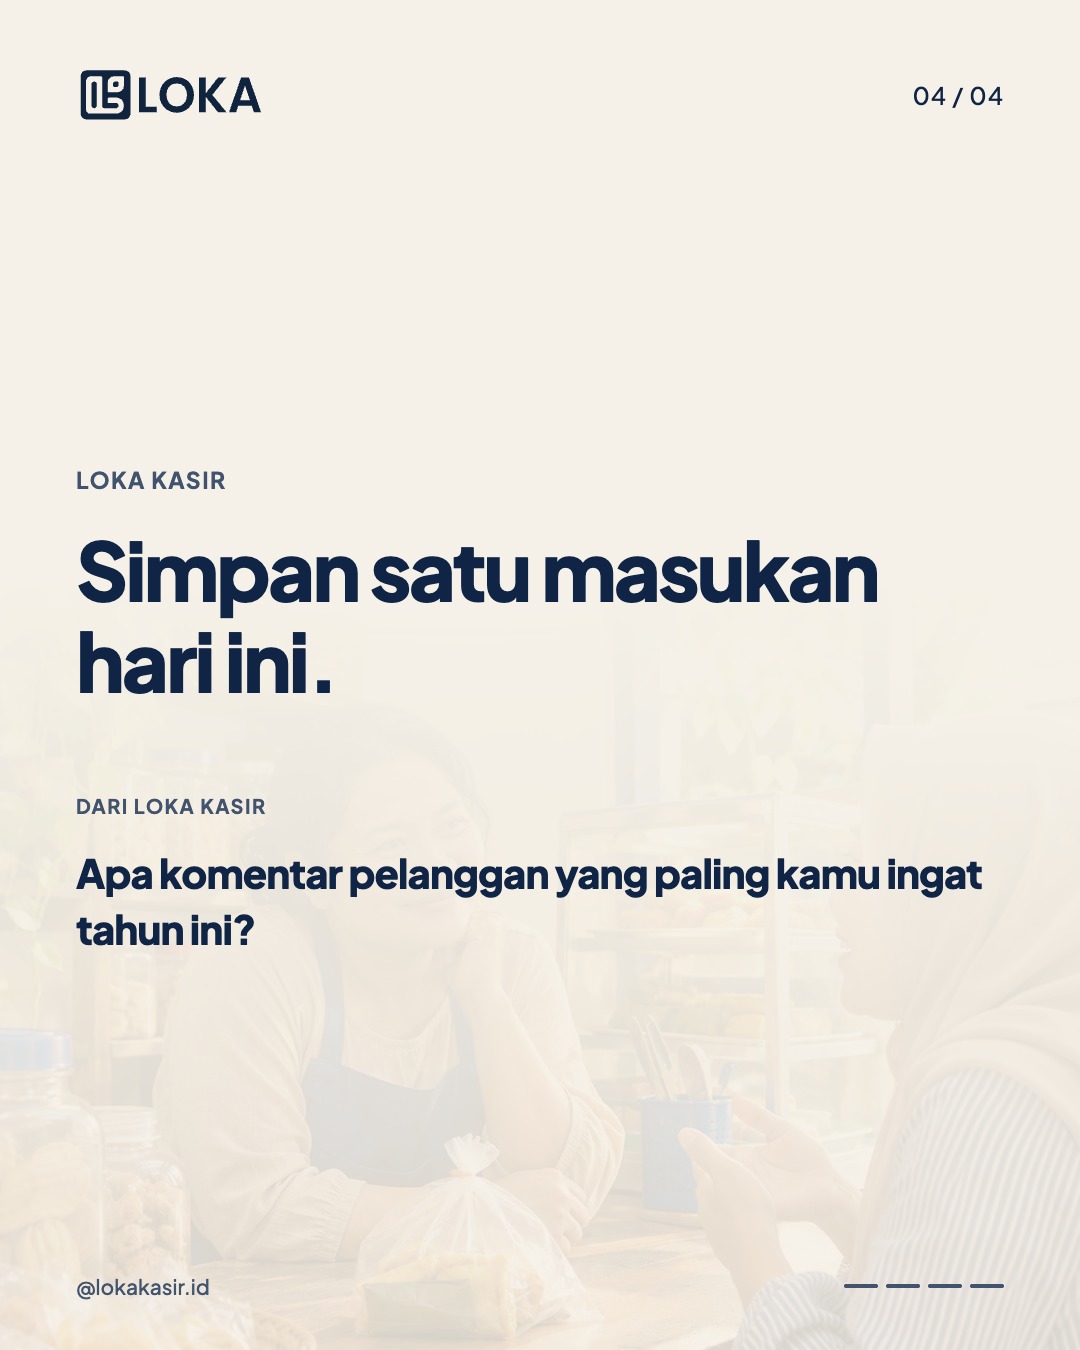 LOKA
04 / 04
LOKA KASIR
Simpan satu masukan
hari ini.
DARI LOKA KASIR
Apa komentar pelanggan yang paling kamu ingat
tahun ini?
@lokakasir.id